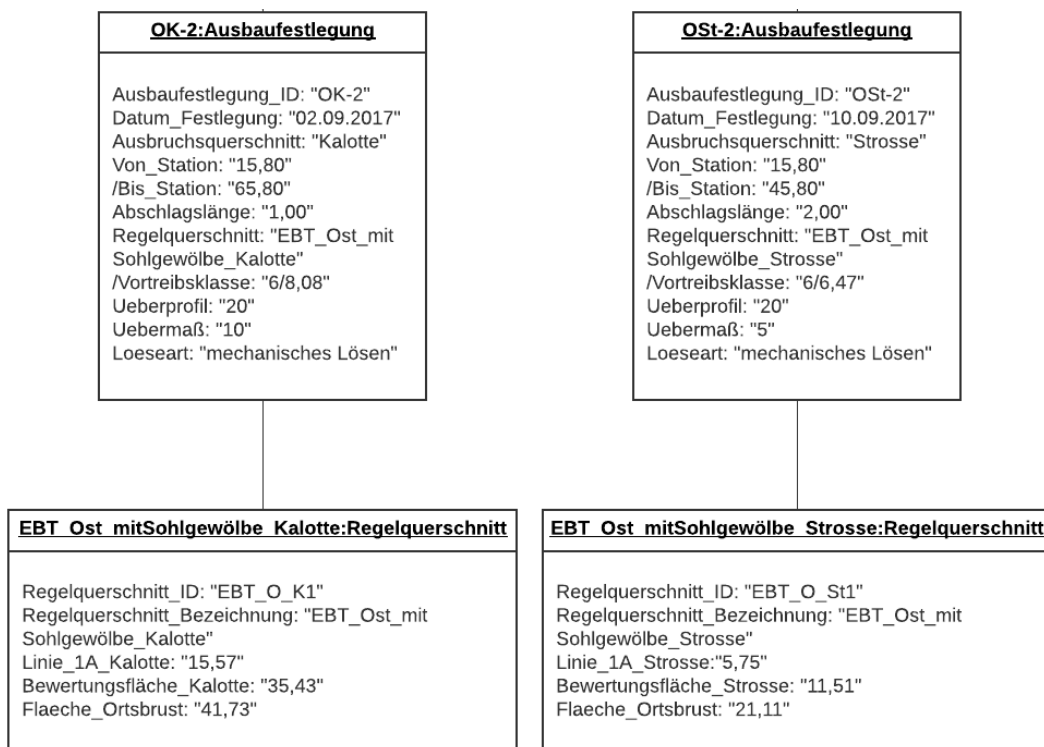 OK-2:Ausbaufestlegung
Ausbaufestlegung_ID: "OK-2"
Datum_Festlegung: "02.09.2017"
Ausbruchsquerschnitt: "Kalotte"
Von_Station: "15,80"
/Bis_Station: "65,80"
Abschlagslänge: "1,00"
Regelquerschnitt: "EBT_Ost_mit
Sohlgewölbe_Kalotte"
/Vortreibsklasse: "6/8,08"
Ueberprofil: "20"
Uebermaß: "10"
Loeseart: "mechanisches Lösen"
OSt-2:Ausbaufestlegung
Ausbaufestlegung_ID: "OSt-2"
Datum_Festlegung: "10.09.2017"
Ausbruchsquerschnitt: "Strosse"
Von_Station: "15,80"
/Bis_Station: "45,80"
Abschlagslänge: "2,00"
Regelquerschnitt: "EBT_Ost_mit
Sohlgewölbe_Strosse"
/Vortreibsklasse: "6/6,47"
Ueberprofil: "20"
Uebermaß: "5"
Loeseart: "mechanisches Lösen"
EBT_Ost_mitSohlgewölbe_Kalotte:Regelquerschnitt
Regelquerschnitt_ID: "EBT_O_K1"
Regelquerschnitt_Bezeichnung: "EBT_Ost_mit
Sohlgewölbe_Kalotte"
Linie_1A_Kalotte: "15,57"
Bewertungsfläche_Kalotte: "35,43"
Flaeche_Ortsbrust: "41,73"
EBT_Ost_mitSohlgewölbe_Strosse:Regelquerschnitt
Regelquerschnitt_ID: "EBT_O_St1"
Regelquerschnitt_Bezeichnung: "EBT_Ost_mit
Sohlgewölbe_Strosse"
Linie_1A_Strosse:"5,75"
Bewertungsfläche_Strosse: "11,51"
Flaeche_Ortsbrust: "21,11"